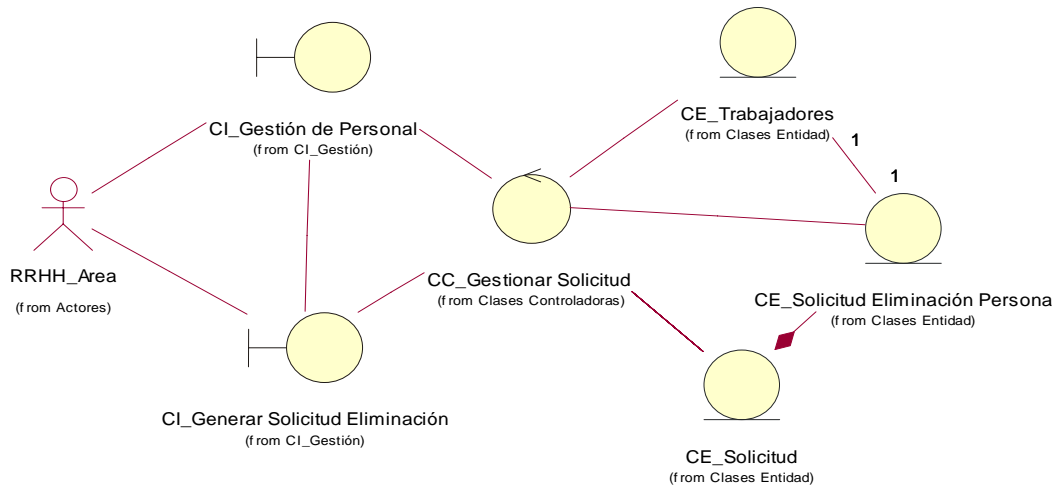 CI_Gestión de Personal
(from CI_Gestión)
CE_Trabajadores
(from Clases Entidad)
1
1
RRHH_Area
(from Actores)
CC_Gestionar Solicitud
(from Clases Controladoras)
CE_Solicitud Eliminación Persona
(from Clases Entidad)
CI_Generar Solicitud Eliminación
(from CI_Gestión)
CE_Solicitud
(from Clases Entidad)